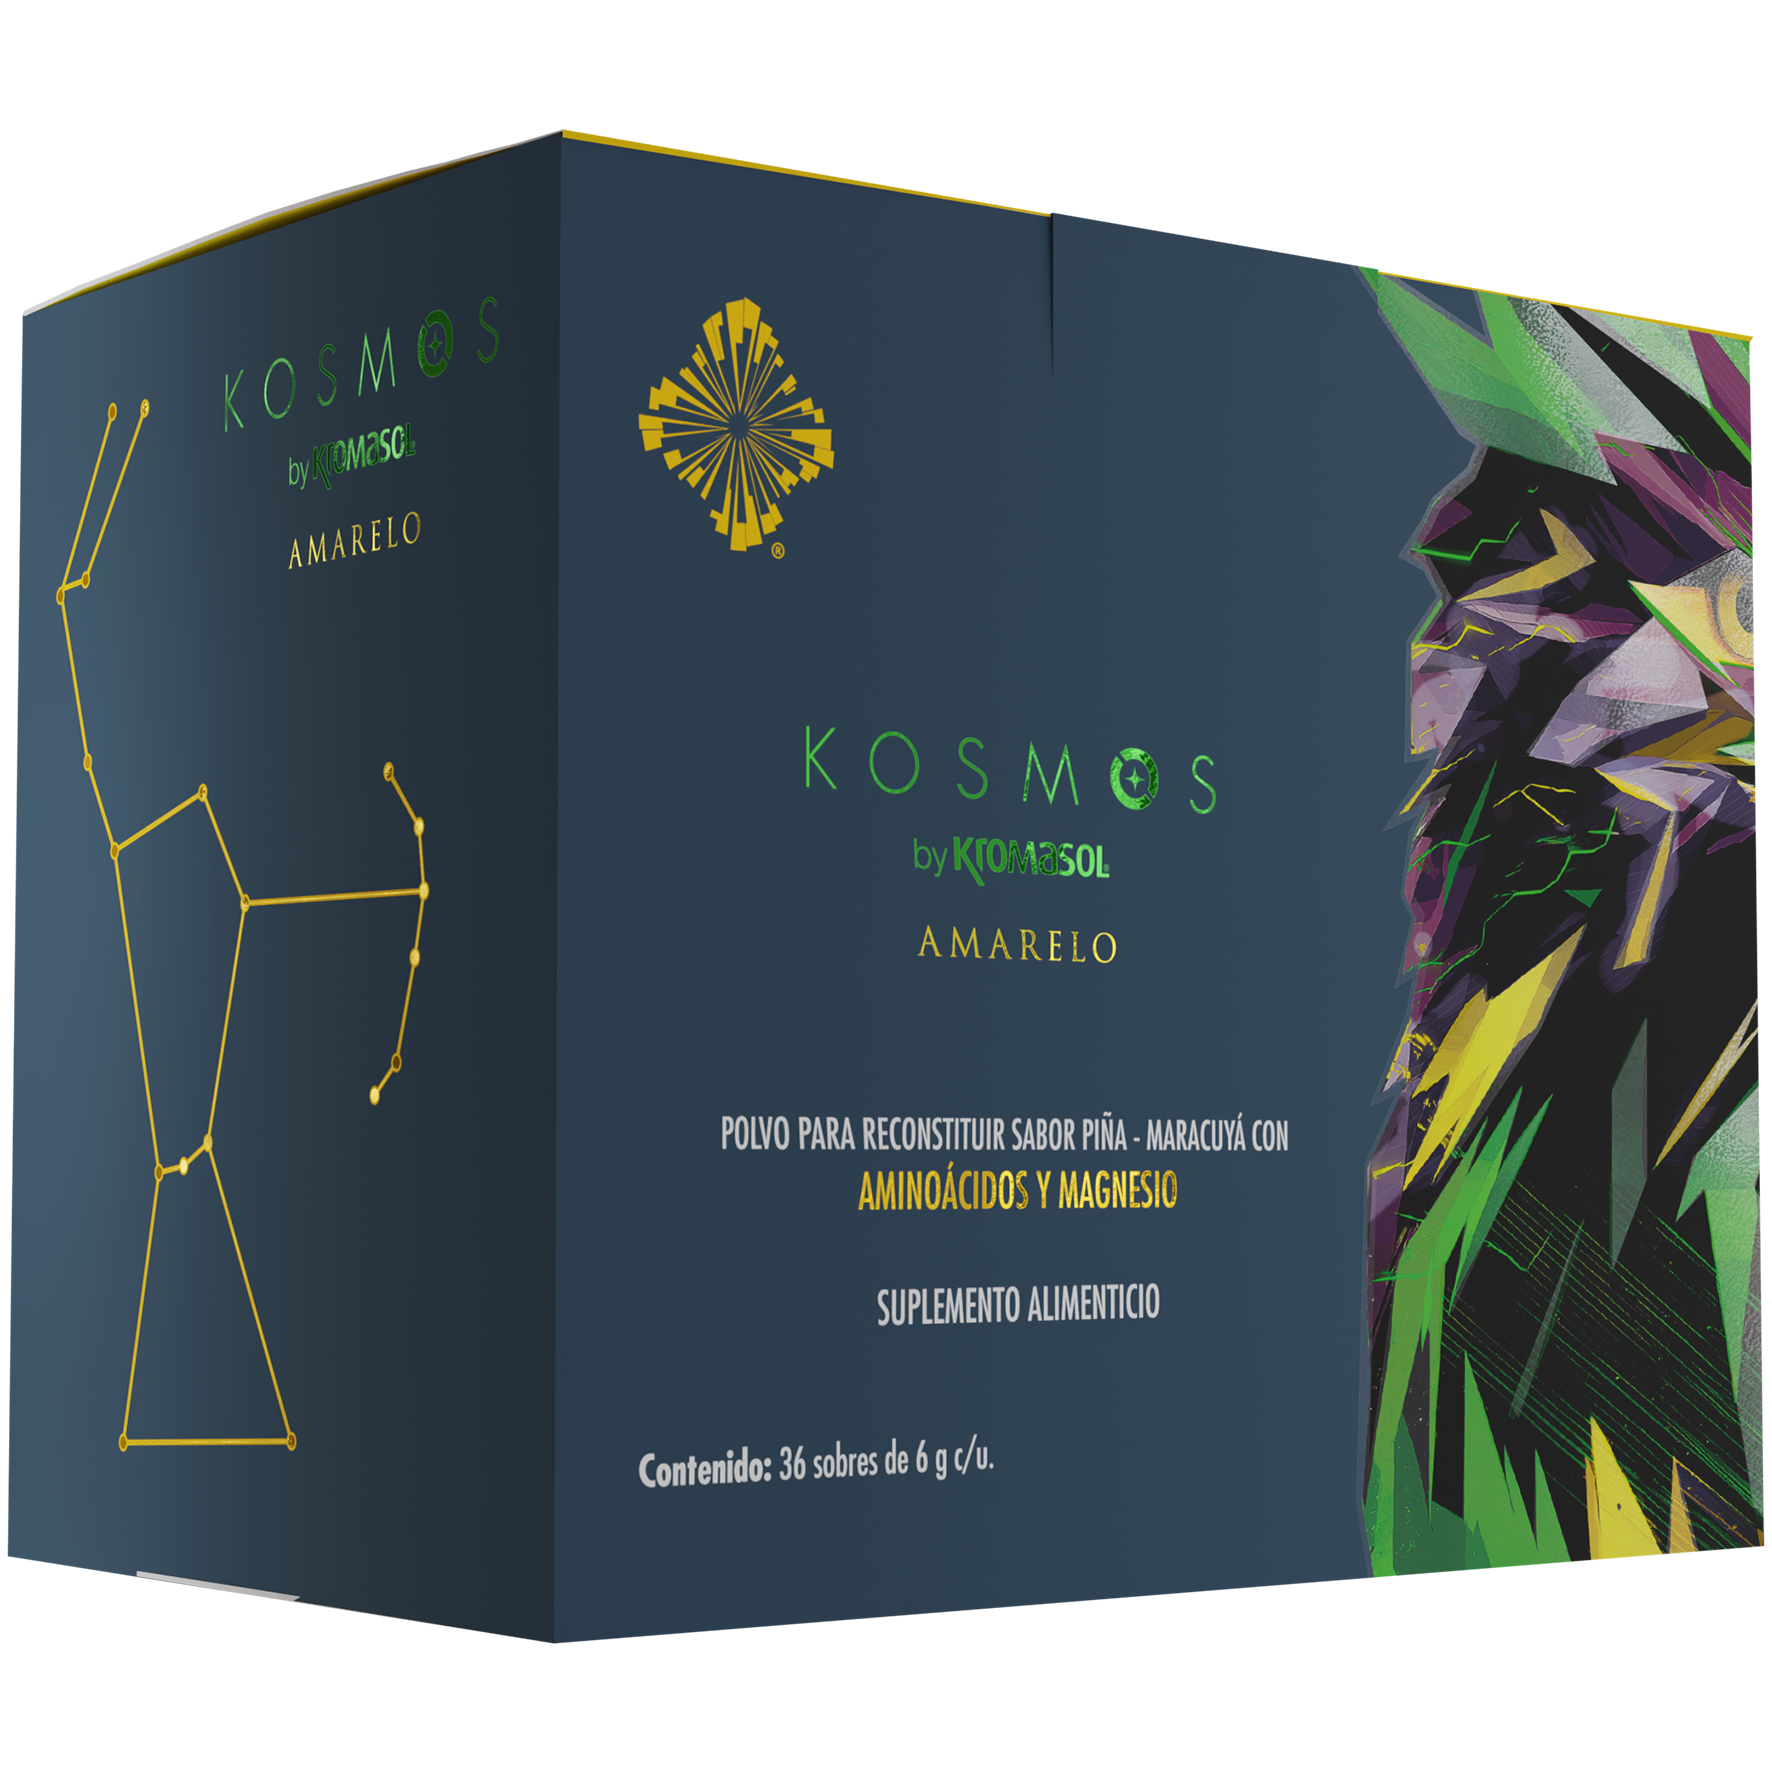 KOSMOS
by KromaSOL
AMARELO
®
KOSMOS
by KromaSOL®
AMARELO
POLVO PARA RECONSTITUIR SABOR PIÑA - MARACUYÁ CON
AMINOÁCIDOS Y MAGNESIO
SUPLEMENTO ALIMENTICIO
Contenido: 36 sobres de 6 g c/u.